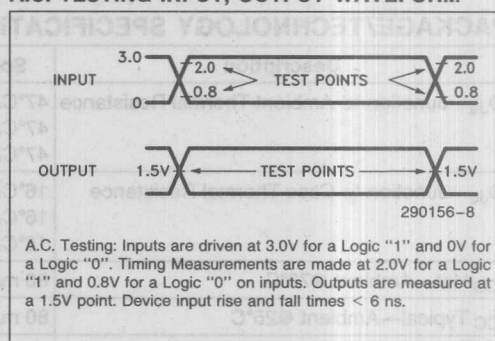 A.C. TESTING INPUT, OUTPUT WAVEFORM
3.0
INPUT
2.0
TEST POINTS
2.0
0.8
0.8
0
OUTPUT
1.5V
TEST POINTS
1.5V
290156–8
A.C. Testing: Inputs are driven at 3.0V for a Logic "1" and 0V for
a Logic "0". Timing Measurements are made at 2.0V for a Logic
"1" and 0.8V for a Logic "0" on inputs. Outputs are measured at
a 1.5V point. Device input rise and fall times < 6 ns.